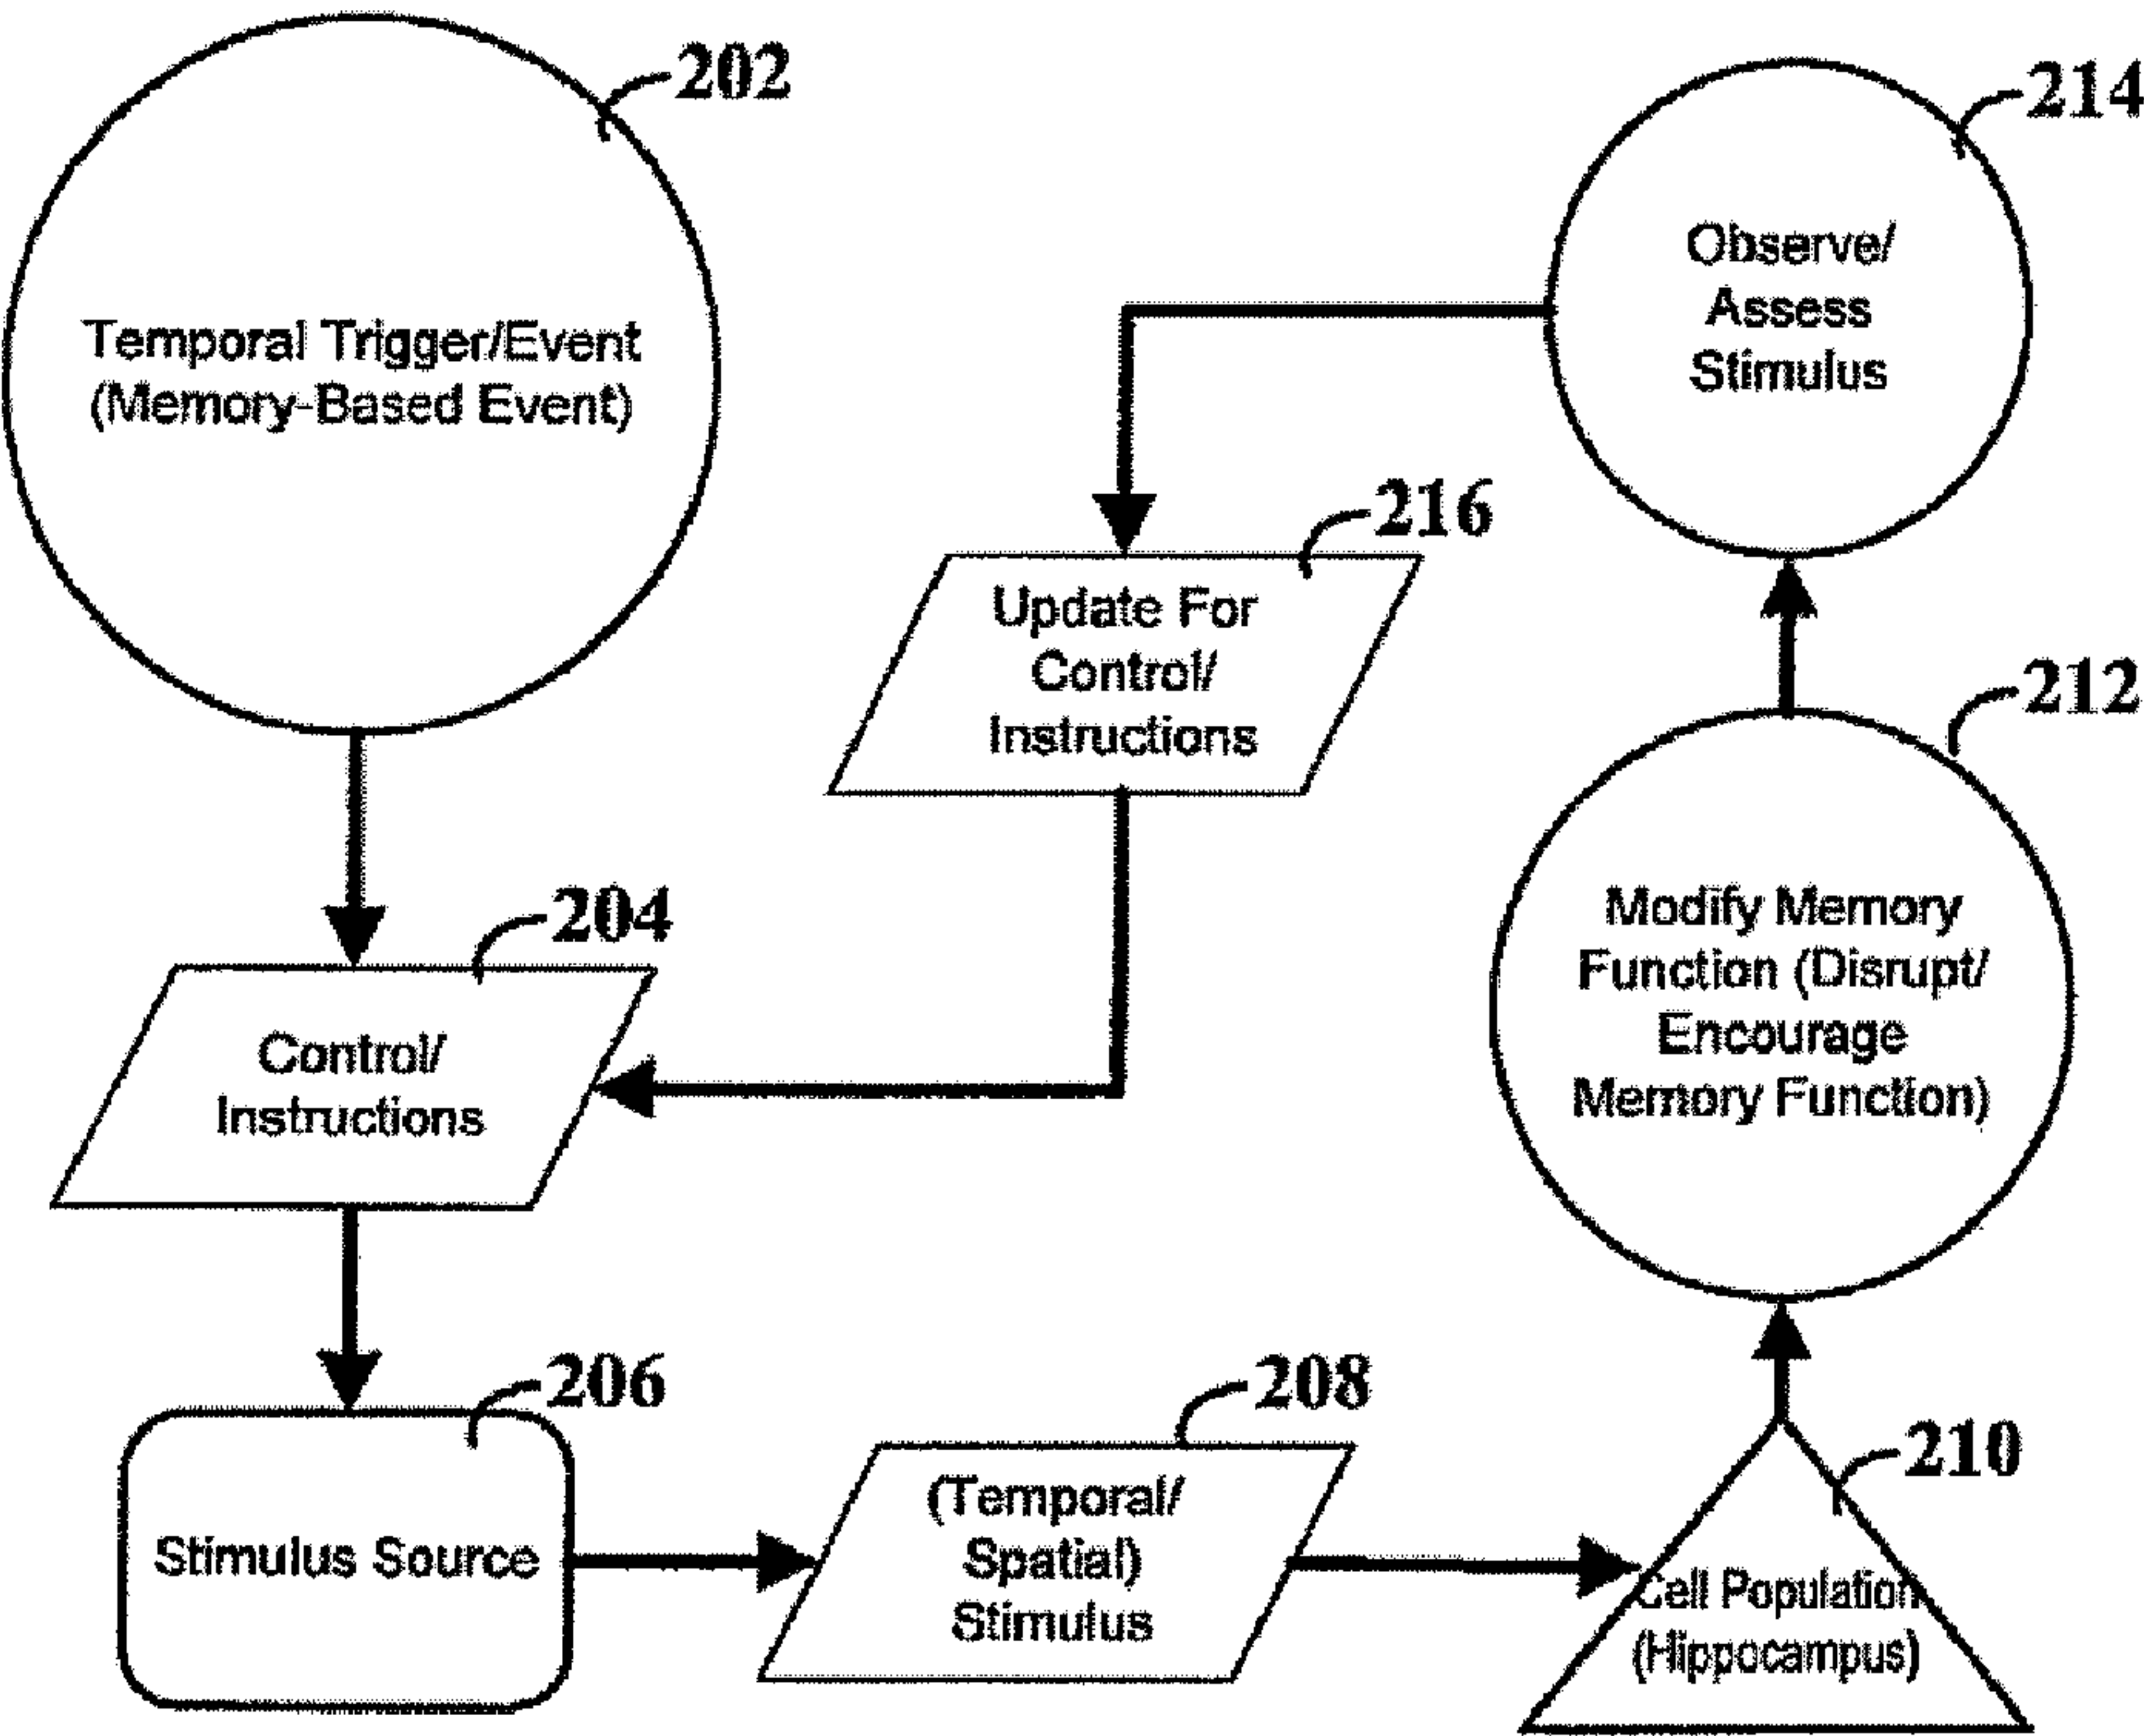 202
Temporal Trigger/Event
(Memory-Based Event)
214
Observe/
Assess
Stimulus
216
Update For
Control/
Instructions
212
Modify Memory
Function (Disrupt/
Encourage
Memory Function)
204
Control/
Instructions
206
Stimulus Source
208
(Temporal/
Spatial)
Stimulus
210
Cell Population
(Hippocampus)